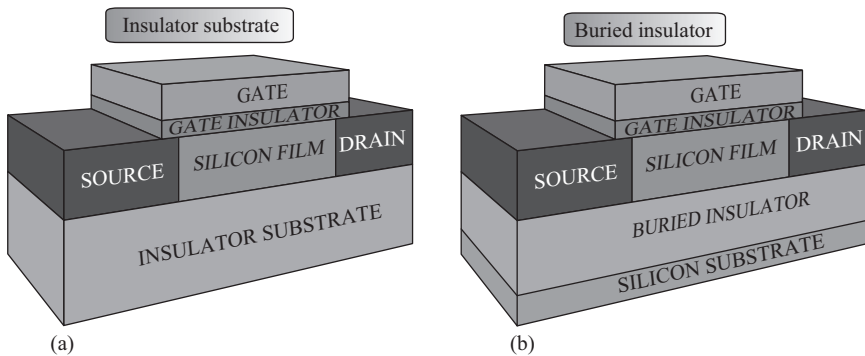 Insulator substrate
GATE
GATE INSULATOR
SILICON FILM
SOURCE
DRAIN
INSULATOR SUBSTRATE
(a)
Buried insulator
GATE
GATE INSULATOR
SILICON FILM
SOURCE
DRAIN
BURIED INSULATOR
SILICON SUBSTRATE
(b)